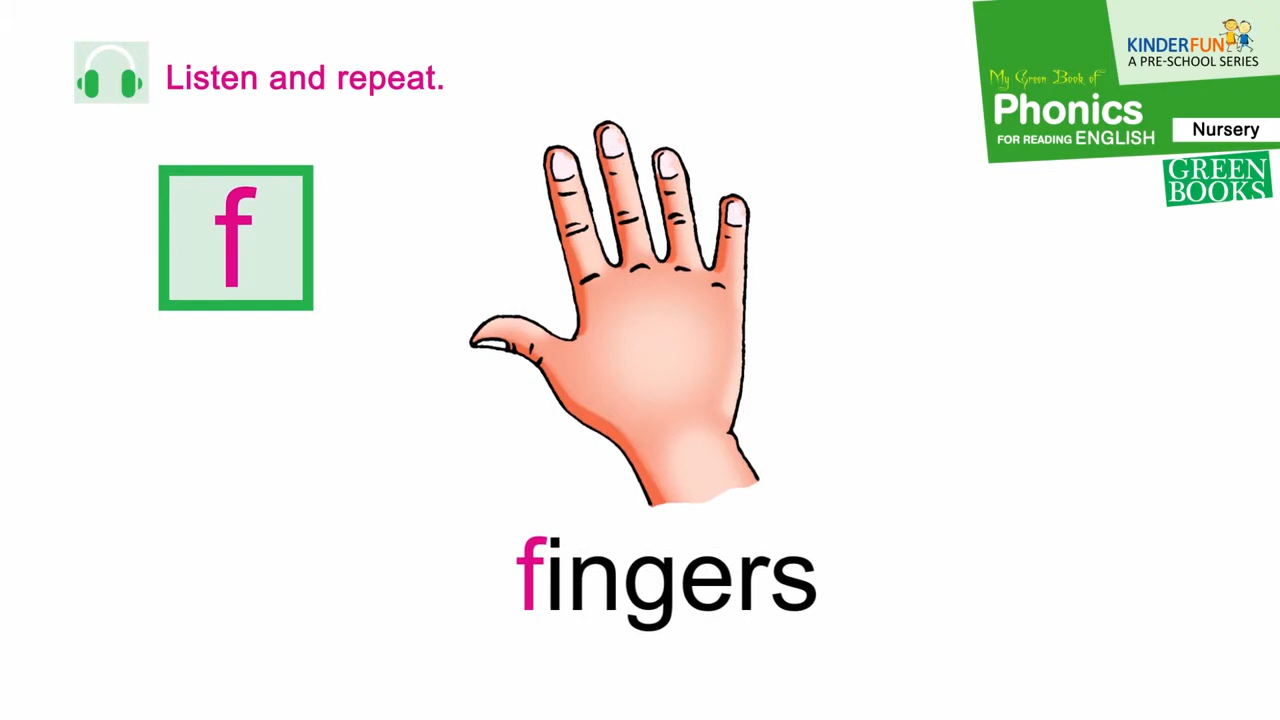 Listen and repeat.
KINDERFUN
A PRE-SCHOOL SERIES
My Green Book of
Phonics
FOR READING ENGLISH
Nursery
GREEN
BOOKS
f
fingers